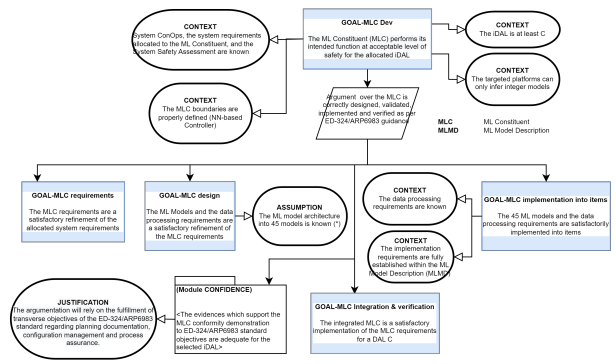 CONTEXT
System ConOps, the system requirements
allocated to the ML Constituent, and the
System Safety Assessment are known
GOAL-MLC Dev
The ML Constituent (MLC) performs its
intended function at acceptable level of
safety for the allocated iDAL
CONTEXT
The iDAL is at least C
CONTEXT
The targeted platforms can
only infer integer models
CONTEXT
The MLC boundaries are
properly defined (NN-based
Controller)
Argument over the MLC is
correctly designed, validated,
implemented and verified as per
ED-324/ARP6983 guidance
MLC ML Constituent
MLMD ML Model Description
GOAL-MLC requirements
The MLC requirements are a
satisfactory refinement of the
allocated system requirements
GOAL-MLC design
The ML Models and the data
processing requirements are
a satisfactory refinement of
the MLC requirements
ASSUMPTION
The ML model architecture
into 45 models is known (*)
CONTEXT
The data processing
requirements are known
CONTEXT
The implementation
requirements are fully
established within the ML
Model Description (MLMD)
GOAL-MLC implementation into items
The 45 ML models and the data
processing requirements are satisfactorily
implemented into items
JUSTIFICATION
The argumentation will rely on the fulfillment of
transverse objectives of the ED-324/ARP6983
standard regarding planning documentation,
configuration management and process
assurance.
(Module CONFIDENCE)
<The evidences which support the
MLC conformity demonstration
to ED-324/ARP6983 standard
objectives are adequate for the
selected iDAL>
GOAL-MLC Integration & verification
The integrated MLC is a satisfactory
implementation of the MLC requirements
for a DAL C